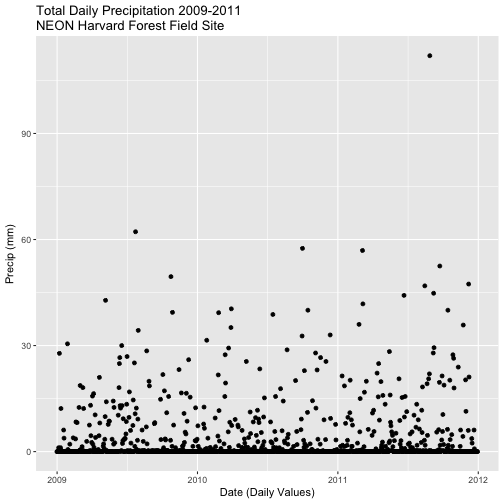 Total Daily Precipitation 2009-2011
NEON Harvard Forest Field Site
90
60
30
0
Precip (mm)
2009 2010 2011 2012
Date (Daily Values)